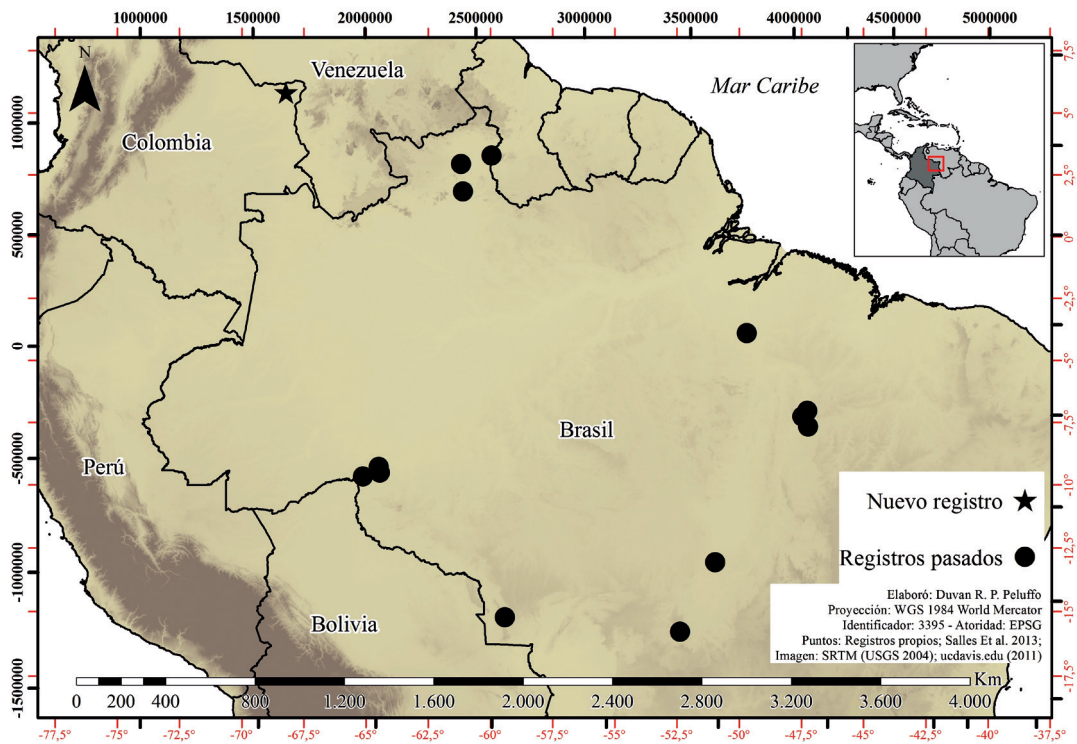 1000000 1500000 2000000 2500000 3000000 3500000 4000000 4500000 5000000
N
Venezuela
Mar Caribe
Colombia
Brasil
Perú
Bolivia
Nuevo registro
Registros pasados
Elaboró: Duvan R. P. Peluffo
Proyección: WGS 1984 World Mercator
Identificador: 3395 - Atoridad: EPSG
Puntos: Registros propios; Salles Et al. 2013;
Imagen: SRTM (USGS 2004); ucdavis.edu (2011)
Km
0 200 400 800 1.200 1.600 2.000 2.400 2.800 3.200 3.600 4.000
1000000
500000
0
-500000
-1000000
-1500000
7,5°
5°
2,5°
0°
-2,5°
-5°
-7,5°
-10°
-12,5°
-15°
-17,5°
-77,5° -75° -72,5° -70° -67,5° -65° -62,5° -60° -57,5° -55° -52,5° -50° -47,5° -45° -42,5° -40° -37,5°